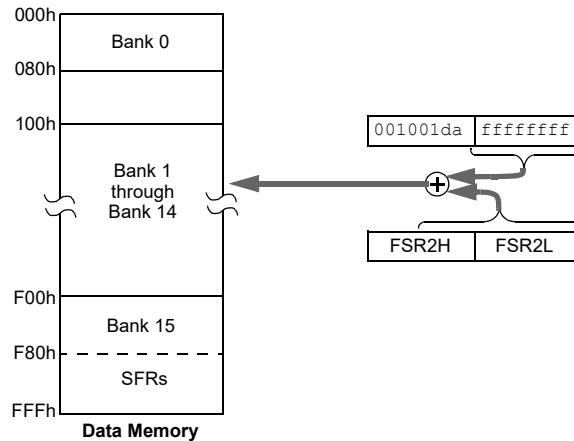 000h
Bank 0
080h
100h
001001da ffffffff
Bank 1
through
Bank 14
FSR2H FSR2L
F00h
Bank 15
F80h
SFRs
FFFh
Data Memory